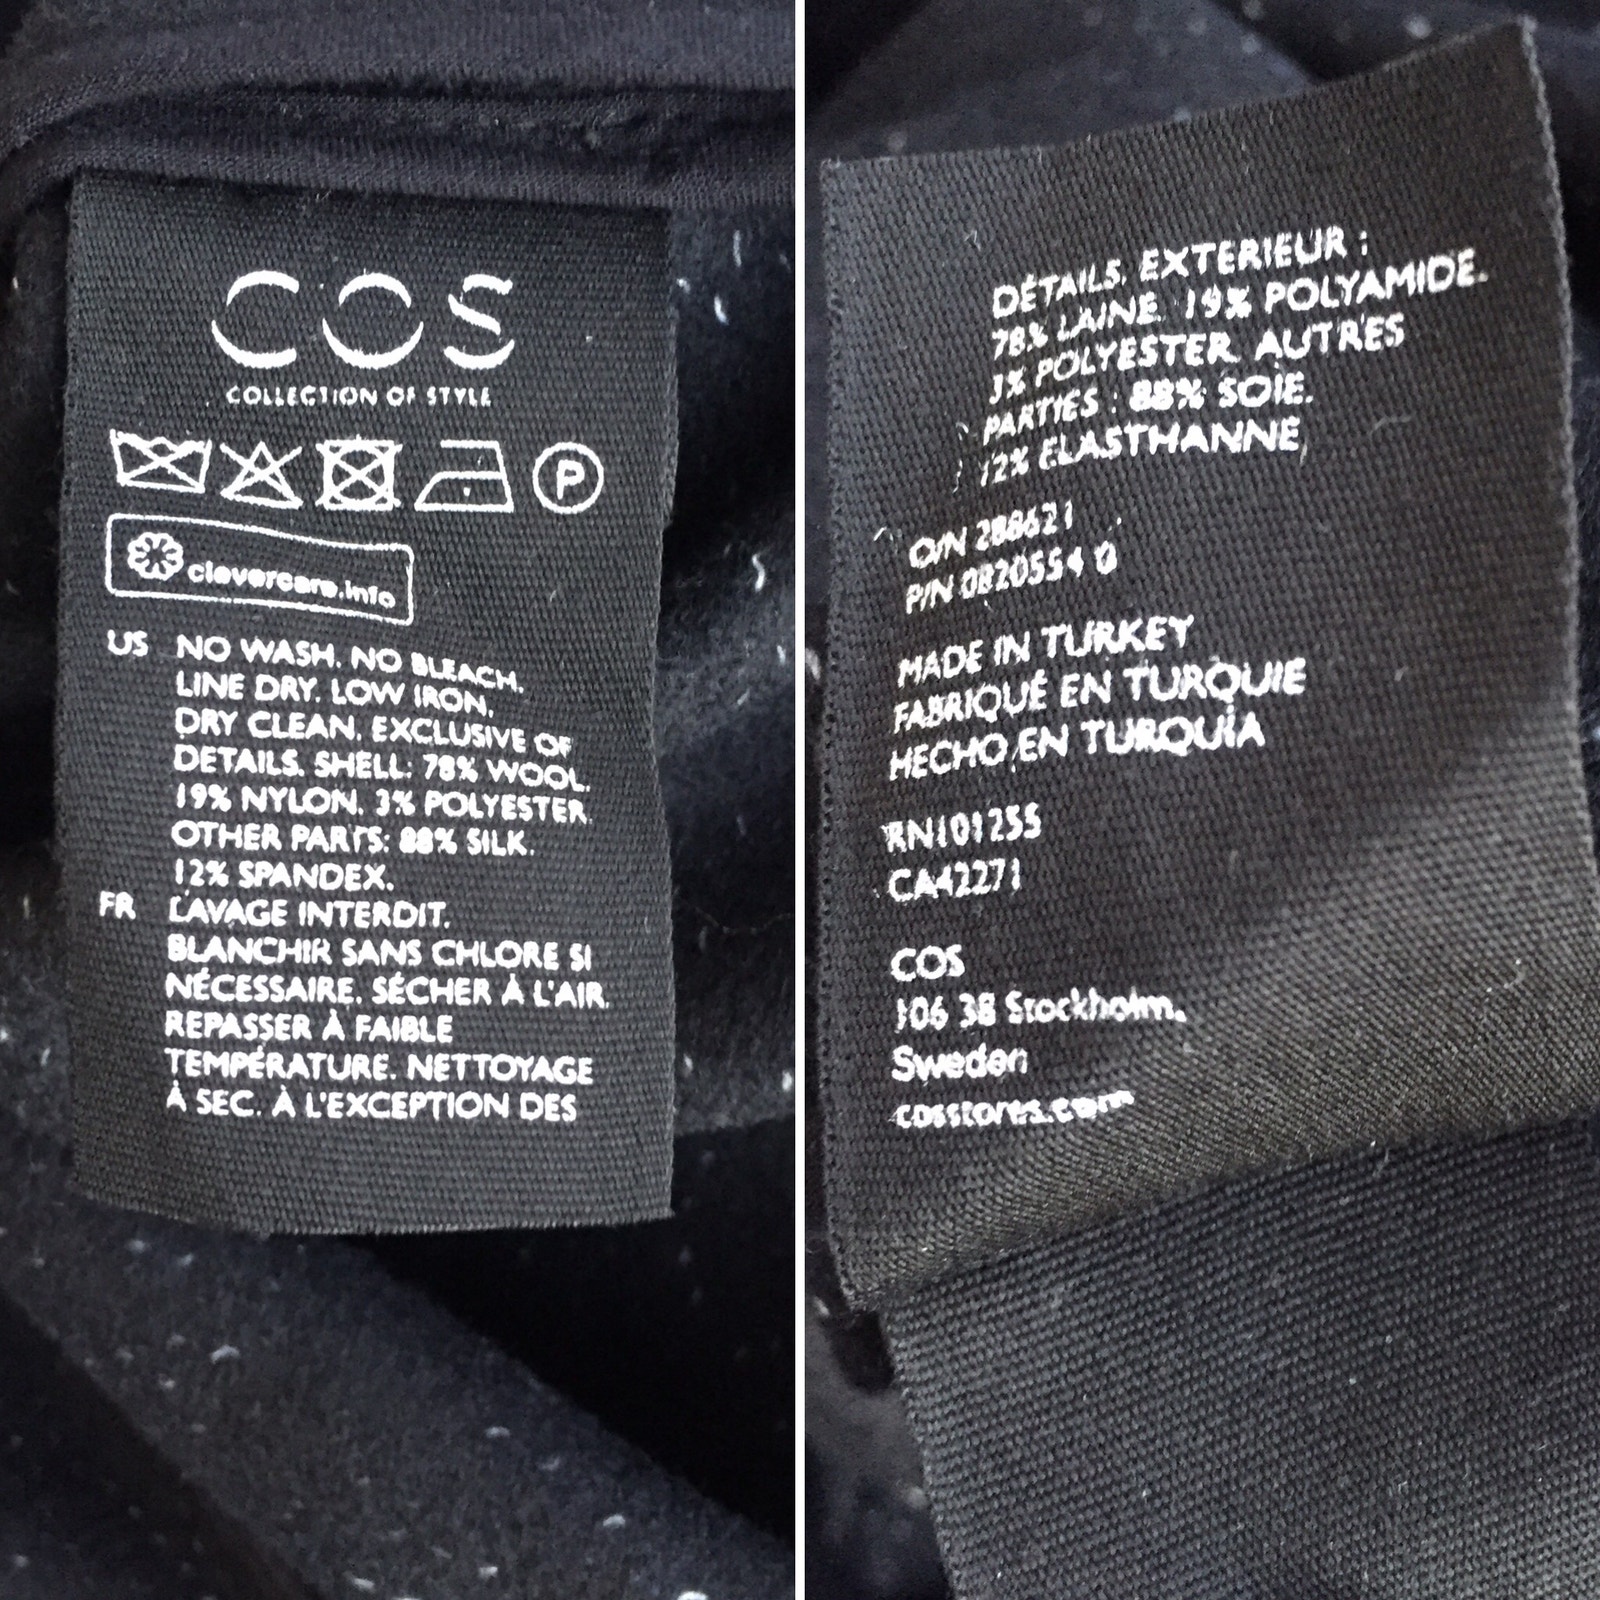 COS
COLLECTION OF STYLE
P
clevercare.info
US NO WASH. NO BLEACH.
LINE DRY. LOW IRON.
DRY CLEAN. EXCLUSIVE OF
DETAILS. SHELL: 78% WOOL.
19% NYLON. 3% POLYESTER.
OTHER PARTS: 88% SILK.
12% SPANDEX.
FR LAVAGE INTERDIT.
BLANCHIR SANS CHLORE SI
NÉCESSAIRE. SÉCHER À L'AIR.
REPASSER À FAIBLE
TEMPÉRATURE. NETTOYAGE
À SEC. À L'EXCEPTION DES
DÉTAILS. EXTERIEUR :
78% LAINE. 19% POLYAMIDE.
3% POLYESTER. AUTRES
PARTIES : 88% SOIE.
12% ELASTHANNE
O/N 288621
P/N 0820554 0
MADE IN TURKEY
FABRIQUÉ EN TURQUIE
HECHO EN TURQUÍA
RN101255
CA42271
COS
106 38 Stockholm,
Sweden
cosstores.com